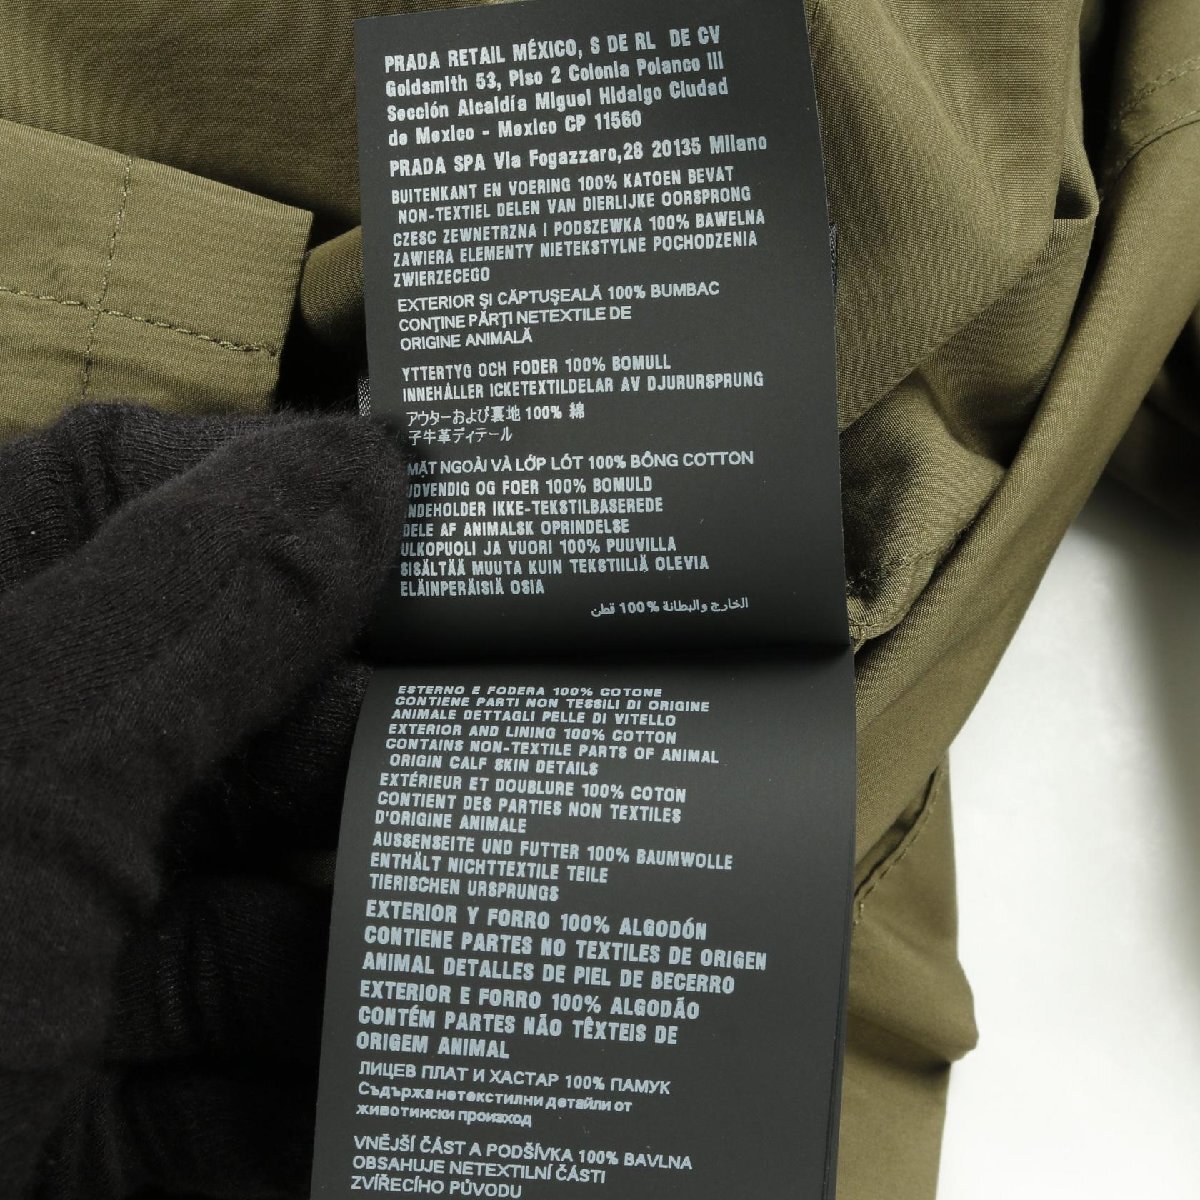 PRADA RETAIL MÉXICO, S DE RL DE CV
Goldsmith 53, Piso 2 Colonia Polanco III
Sección Alcaldía Miguel Hidalgo Ciudad
de Mexico - Mexico CP 11560
PRADA SPA Via Fogazzaro,28 20135 Milano
BUITENKANT EN VOERING 100% KATOEN BEVAT
NON-TEXTIEL DELEN VAN DIERLIJKE OORSPRONG
CZESC ZEWNETRZNA I PODSZEWKA 100% BAWELNA
ZAWIERA ELEMENTY NIETEKSTYLNE POCHODZENIA
ZWIERZECEGO
EXTERIOR ŞI CĂPTUŞEALĂ 100% BUMBAC
CONŢINE PĂRŢI NETEXTILE DE
ORIGINE ANIMALĂ
YTTERTYG OCH FODER 100% BOMULL
INNEHÅLLER ICKETEXTILDELAR AV DJURURSPRUNG
アウターおよび裏地 100% 綿
子牛革ディテール
MẶT NGOÀI VÀ LỚP LÓT 100% BÔNG COTTON
UDVENDIG OG FOER 100% BOMULD
INDEHOLDER IKKE-TEKSTILBASEREDE
DELE AF ANIMALSK OPRINDELSE
ULKOPUOLI JA VUORI 100% PUUVILLA
SISÄLTÄÄ MUUTA KUIN TEKSTIILIÄ OLEVIA
ELÄINPERÄISIÄ OSIA
الخارج والبطانة %100 قطن
ESTERNO E FODERA 100% COTONE
CONTIENE PARTI NON TESSILI DI ORIGINE
ANIMALE DETTAGLI PELLE DI VITELLO
EXTERIOR AND LINING 100% COTTON
CONTAINS NON-TEXTILE PARTS OF ANIMAL
ORIGIN CALF SKIN DETAILS
EXTÉRIEUR ET DOUBLURE 100% COTON
CONTIENT DES PARTIES NON TEXTILES
D'ORIGINE ANIMALE
AUSSENSEITE UND FUTTER 100% BAUMWOLLE
ENTHÄLT NICHTTEXTILE TEILE
TIERISCHEN URSPRUNGS
EXTERIOR Y FORRO 100% ALGODÓN
CONTIENE PARTES NO TEXTILES DE ORIGEN
ANIMAL DETALLES DE PIEL DE BECERRO
EXTERIOR E FORRO 100% ALGODÃO
CONTÉM PARTES NÃO TÊXTEIS DE
ORIGEM ANIMAL
ЛИЦЕВ ПЛАТ И ХАСТАР 100% ПАМУК
Съдържа нетекстилни детайли от
животински произход
VNĚJŠÍ ČÁST A PODŠÍVKA 100% BAVLNA
OBSAHUJE NETEXTILNÍ ČÁSTI
ZVÍŘECÍHO PŮVODU